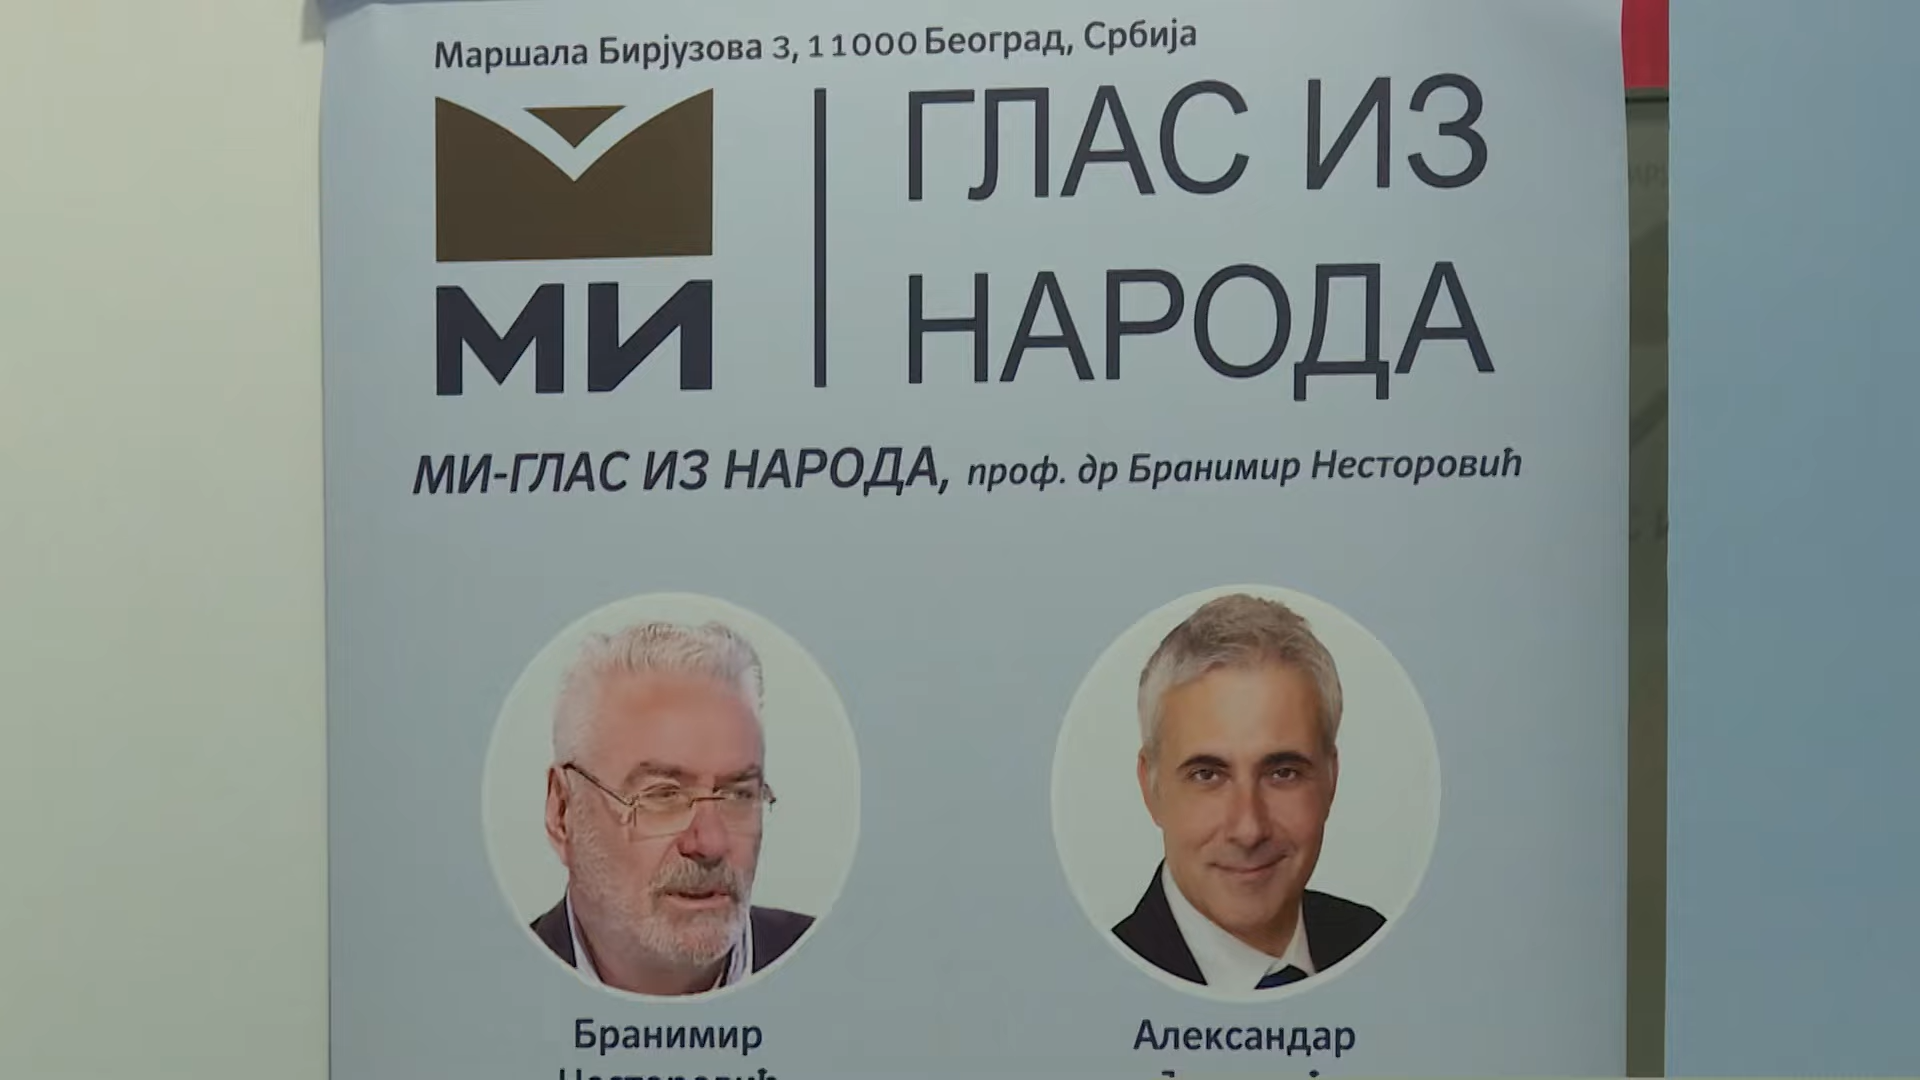 Маршала Бирјузова 3, 11000 Београд, Србија
МИ
ГЛАС ИЗ
НАРОДА
МИ-ГЛАС ИЗ НАРОДА, проф. др Бранимир Несторовић
Бранимир
Несторовић
Александар